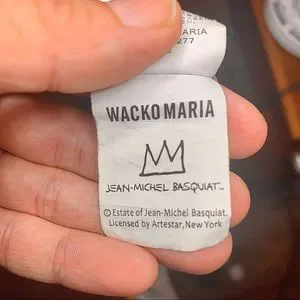 ARIA
277
WACKO MARIA
JEAN-MICHEL BASQUIAT™
© Estate of Jean-Michel Basquiat.
Licensed by Artestar, New York